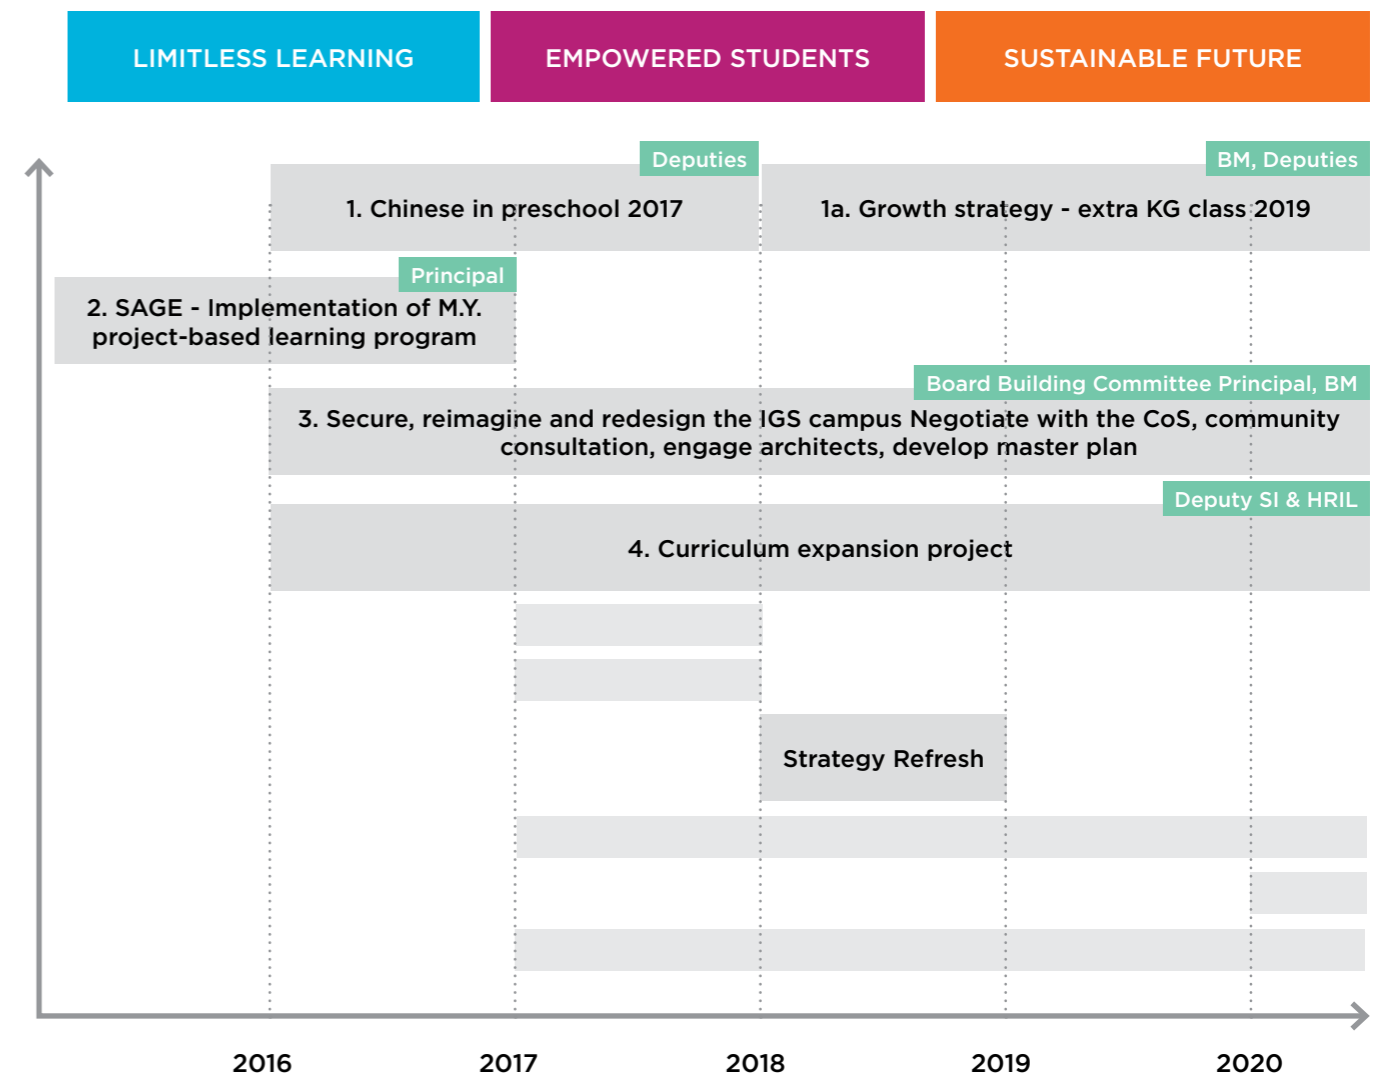 LIMITLESS LEARNING
EMPOWERED STUDENTS
SUSTAINABLE FUTURE
Deputies
1. Chinese in preschool 2017
BM, Deputies
1a. Growth strategy - extra KG class 2019
Principal
2. SAGE - Implementation of M.Y.
project-based learning program
Board Building Committee Principal, BM
3. Secure, reimagine and redesign the IGS campus Negotiate with the CoS, community
consultation, engage architects, develop master plan
Deputy SI & HRIL
4. Curriculum expansion project
Strategy Refresh
2016
2017
2018
2019
2020